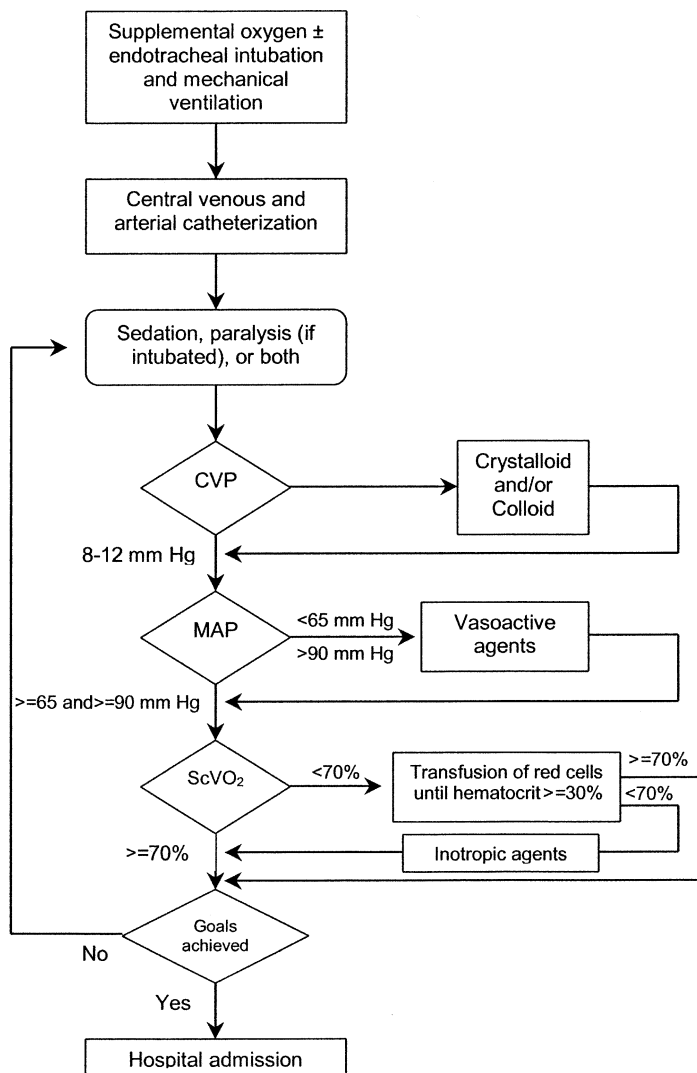 Supplemental oxygen ±
endotracheal intubation
and mechanical
ventilation
Central venous and
arterial catheterization
Sedation, paralysis (if
intubated), or both
CVP
Crystalloid
and/or
Colloid
8-12 mm Hg
MAP
<65 mm Hg
>90 mm Hg
Vasoactive
agents
>=65 and>=90 mm Hg
ScVO₂
<70%
Transfusion of red cells
until hematocrit>=30%
>=70%
<70%
Inotropic agents
>=70%
Goals
achieved
No
Yes
Hospital admission